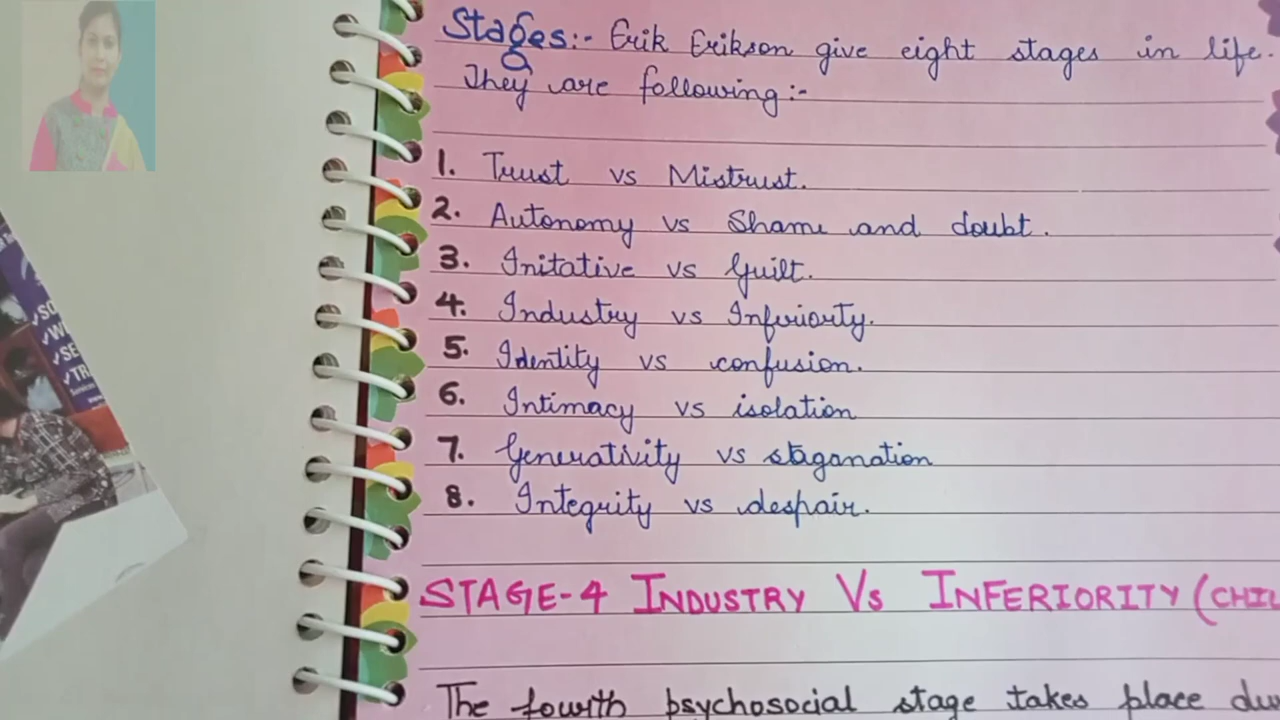 Stages:- Erik Erikson give eight stages in life.
They are following:-
1. Trust vs Mistrust.
2. Autonomy vs Shame and doubt.
3. Initative vs Guilt.
4. Industry vs Inferiorty.
5. Identity vs confusion.
6. Intimacy vs isolation
7. Generativity vs staganation
8. Integrity vs despair.
STAGE-4 INDUSTRY VS INFERIORITY (CHIL
The fourth psychosocial stage takes place du